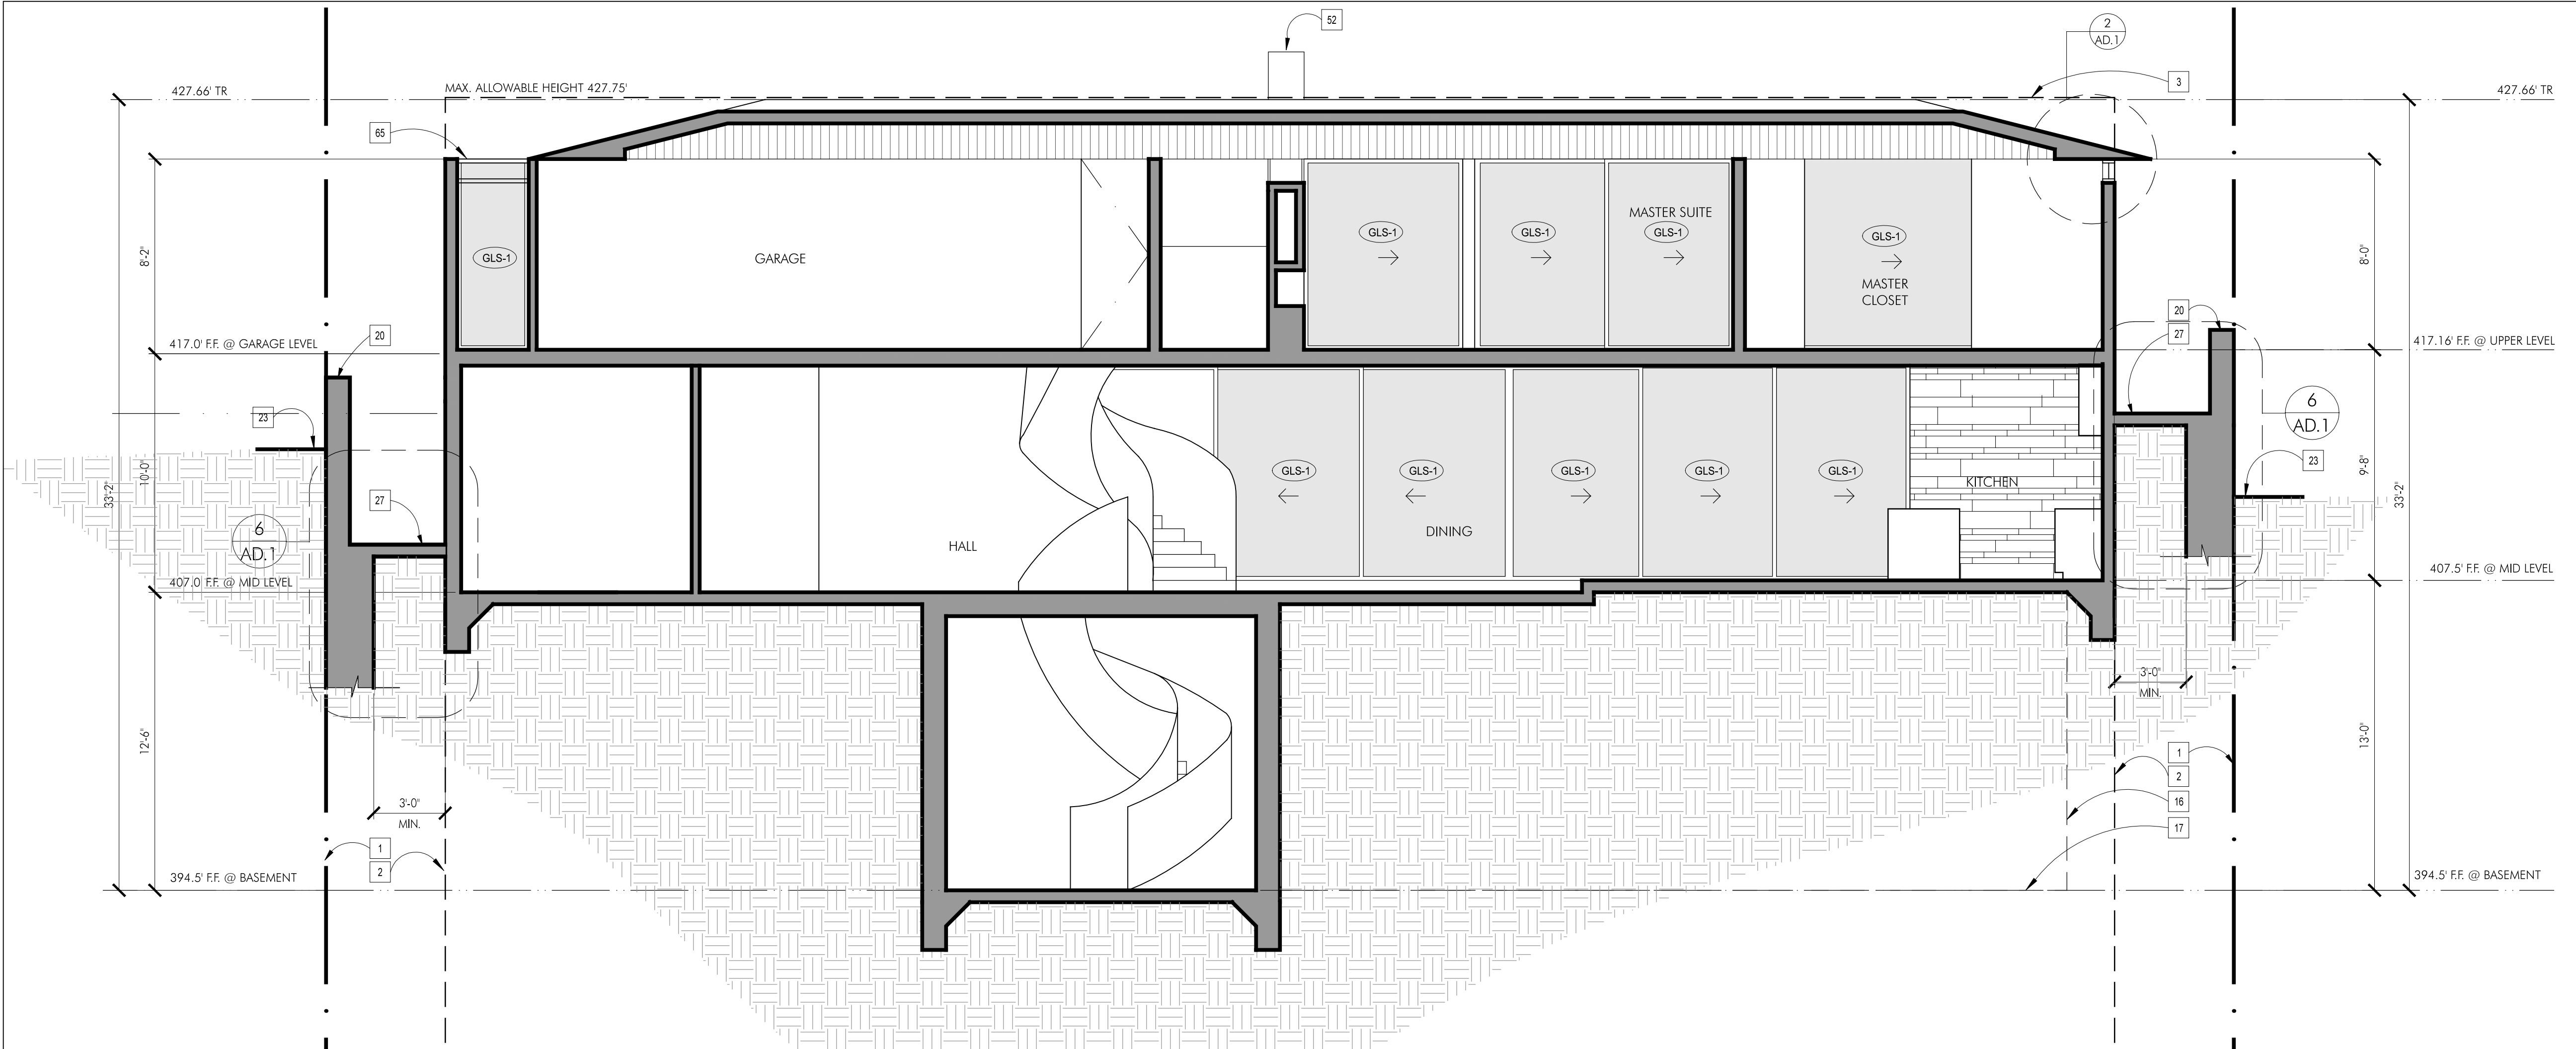 52
2
AD.1
3
427.66' TR
MAX. ALLOWABLE HEIGHT 427.75'
427.66' TR
65
8'-2"
GLS-1
GARAGE
GLS-1
GLS-1
MASTER SUITE
GLS-1
GLS-1
MASTER
CLOSET
8'-0"
20
27
417.0' F.F. @ GARAGE LEVEL
20
417.16' F.F. @ UPPER LEVEL
23
6
AD.1
10'-0"
33'-2"
27
6
AD.1
GLS-1
GLS-1
GLS-1
GLS-1
GLS-1
KITCHEN
DINING
HALL
23
9'-8"
33'-2"
407.0' F.F. @ MID LEVEL
407.5' F.F. @ MID LEVEL
12'-6"
3'-0"
MIN.
3'-0"
MIN.
13'-0"
1
2
1
2
16
17
394.5' F.F. @ BASEMENT
394.5' F.F. @ BASEMENT